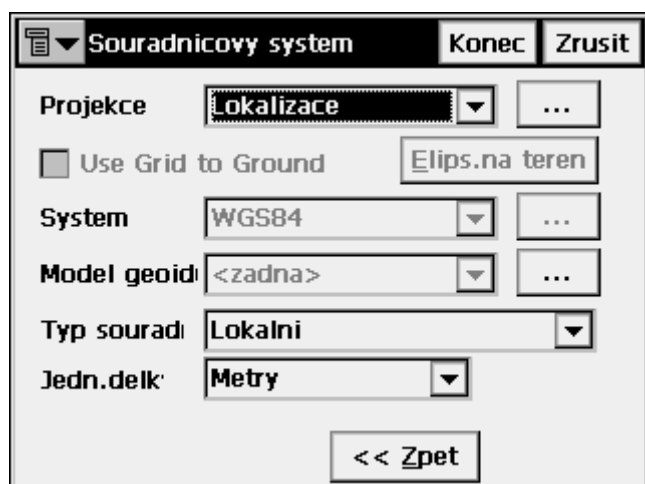 Souradnicovy system Konec Zrusit
Projekce Lokalizace ...
Use Grid to Ground Elips.na teren
System WGS84 ...
Model geoid <zadna> ...
Typ souradi Lokalni
Jedn.delk Metry
<< Zpet